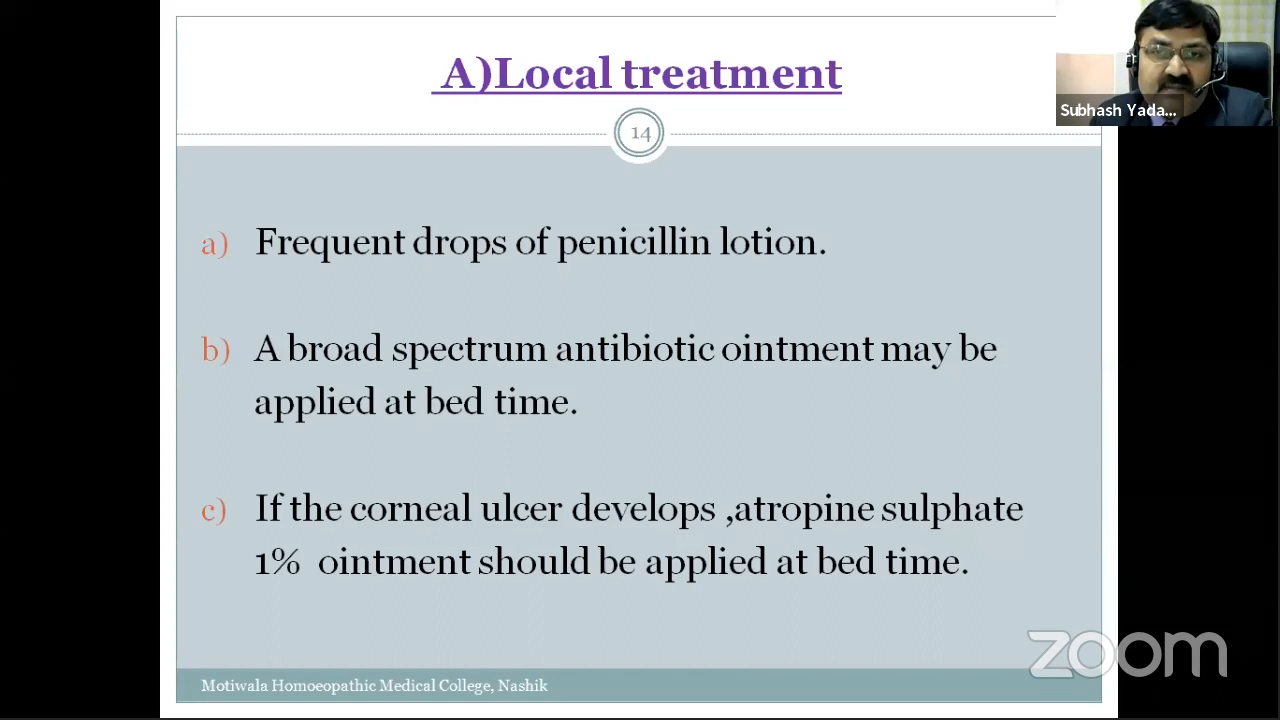 A)Local treatment
14
Subhash Yada...
a) Frequent drops of penicillin lotion.
b) A broad spectrum antibiotic ointment may be
applied at bed time.
c) If the corneal ulcer develops ,atropine sulphate
1% ointment should be applied at bed time.
Motiwala Homoeopathic Medical College, Nashik
zoom